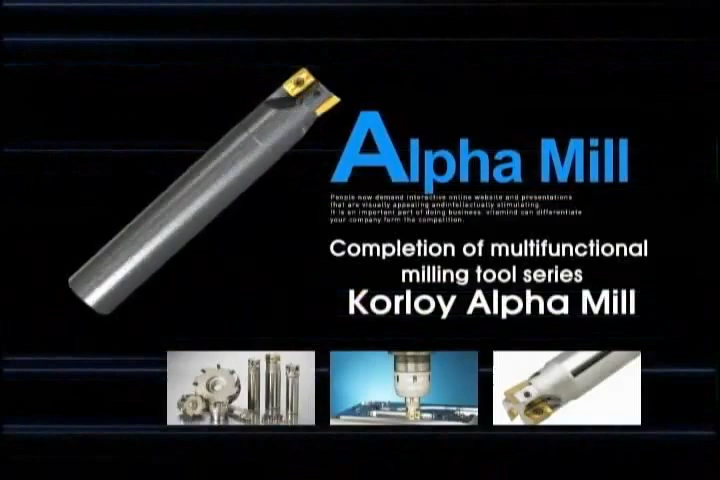 Alpha Mill
People now demand interactive online website and presentations
that are visually appealing andintellectually stimulating.
It is an important part of doing business. vitamind can differentiate
your company form the competition.
Completion of multifunctional
milling tool series
Korloy Alpha Mill